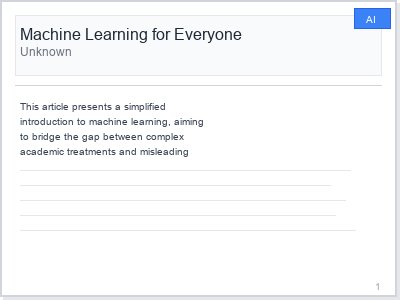 AI
Machine Learning for Everyone
Unknown
This article presents a simplified
introduction to machine learning, aiming
to bridge the gap between complex
academic treatments and misleading
1